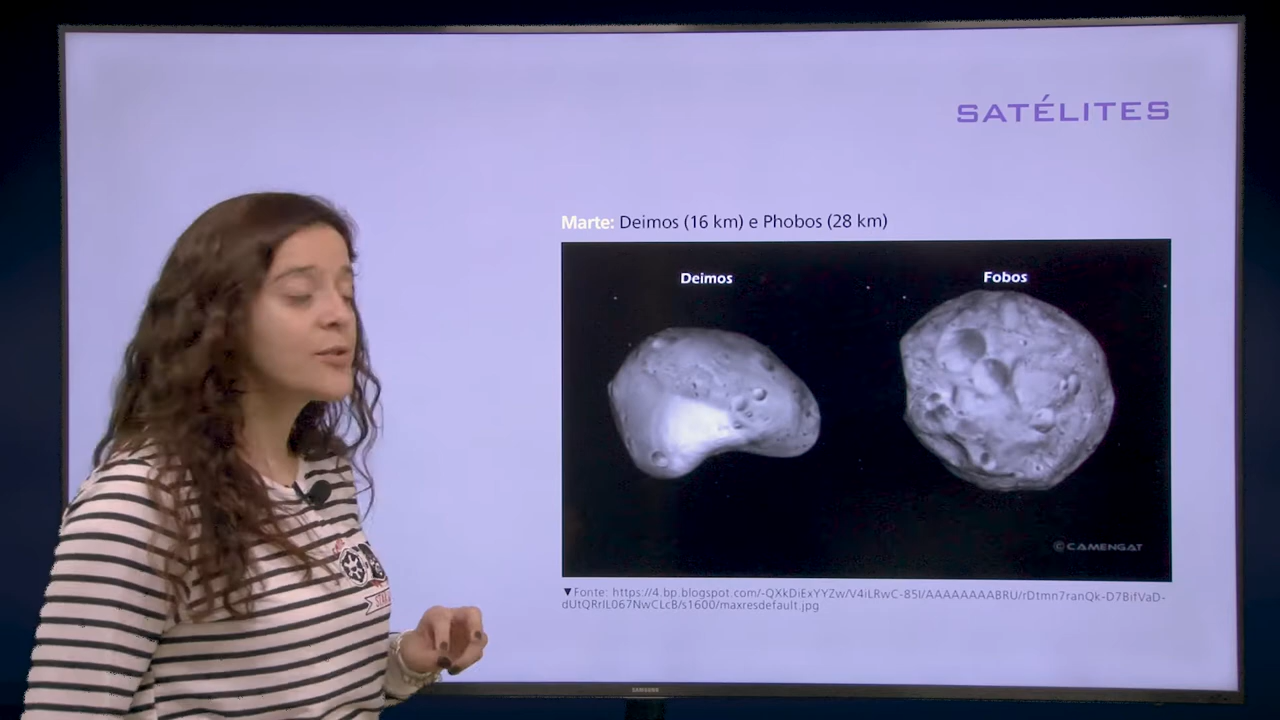 SATÉLITES
Marte: Deimos (16 km) e Phobos (28 km)
Deimos
Fobos
©CAMENGAT
▼Fonte: https://4.bp.blogspot.com/-QXkDiExYYZw/V4iLRwC-85I/AAAAAAAABRU/rDtmn7ranQk-D7BifVaD-
dUtQRrIL067NwCLcB/s1600/maxresdefault.jpg
SAMSUNG